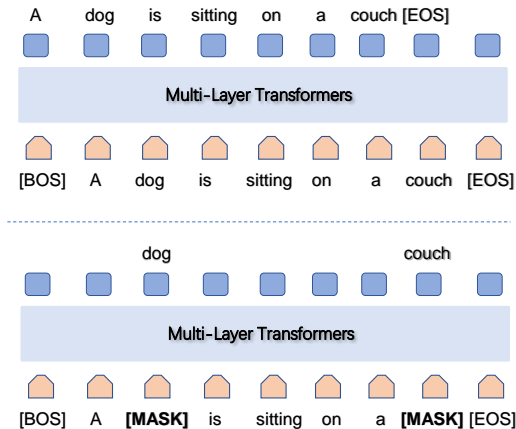 A dog is sitting on a couch [EOS]
Multi-Layer Transformers
[BOS] A dog is sitting on a couch [EOS]
dog couch
Multi-Layer Transformers
[BOS] A [MASK] is sitting on a [MASK] [EOS]